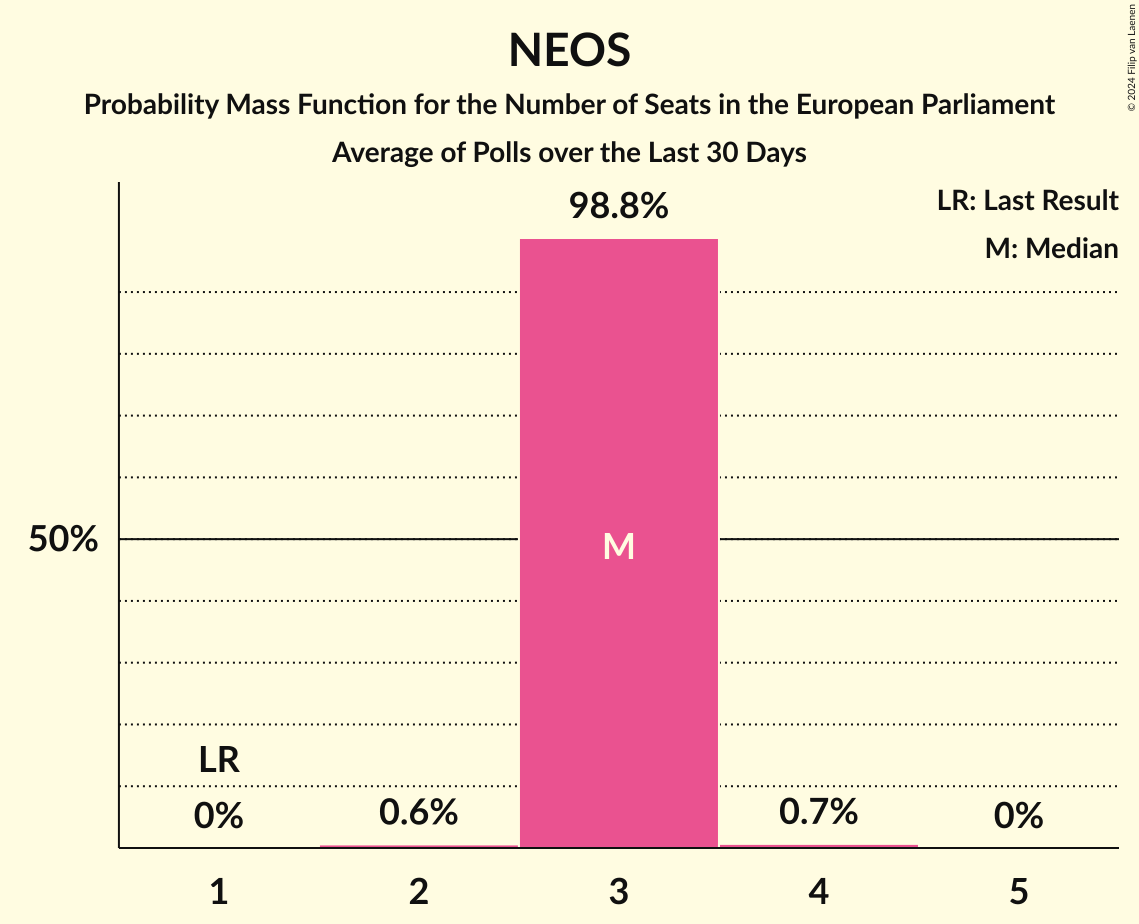 NEOS
Probability Mass Function for the Number of Seats in the European Parliament
Average of Polls over the Last 30 Days
© 2024 Filip van Laenen
LR: Last Result
M: Median
98.8%
50%
M
LR
0%
0.6%
0.7%
0%
1
2
3
4
5